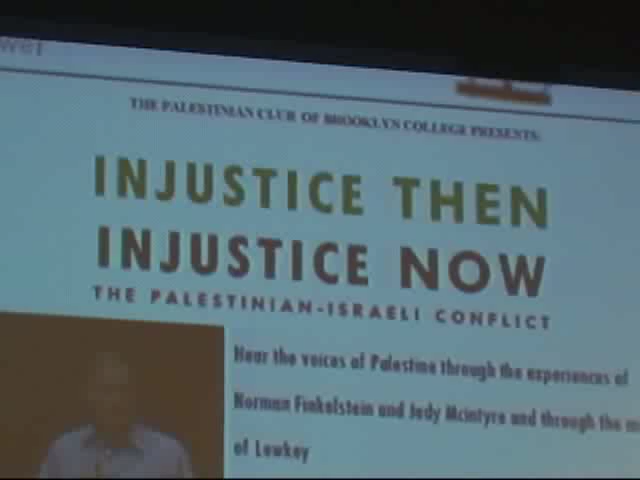 THE PALESTINIAN CLUB OF BROOKLYN COLLEGE PRESENTS:
INJUSTICE THEN
INJUSTICE NOW
THE PALESTINIAN-ISRAELI CONFLICT
Hear the voices of Palestine through the experiences of
Norman Finkelstein and Jody Mcintyre and through the
of Lowkey